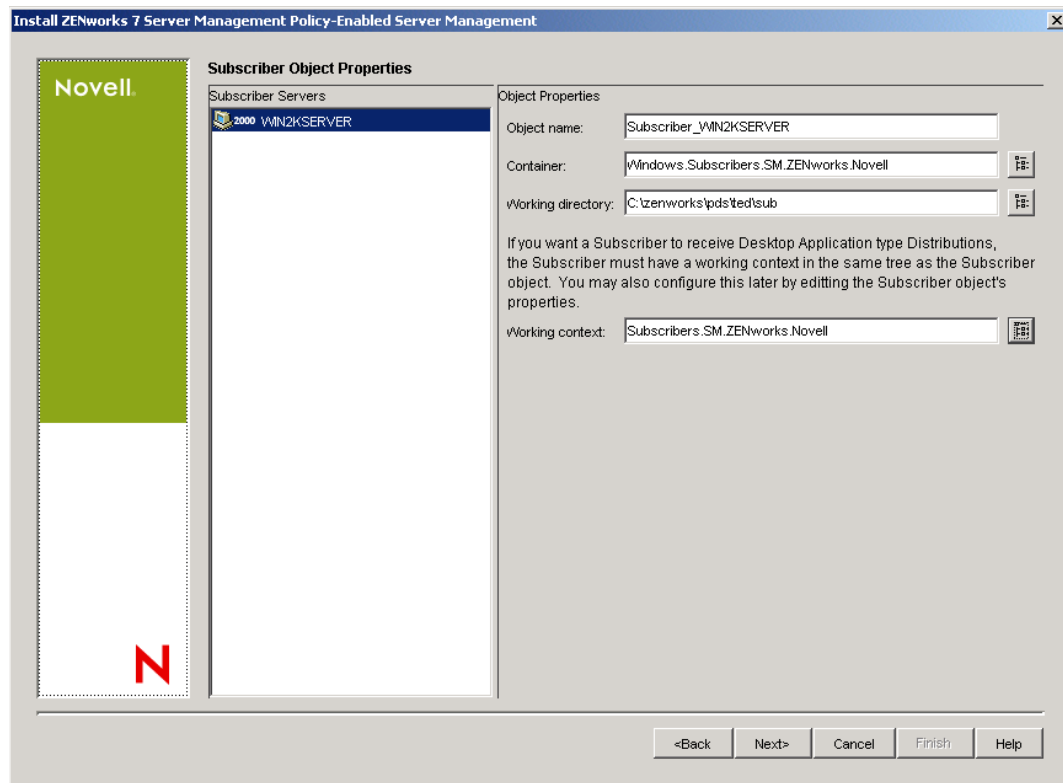 Install ZENworks 7 Server Management Policy-Enabled Server Management
Novell.
Subscriber Object Properties
Subscriber Servers
2000 WIN2KSERVER
Object Properties
Object name: Subscriber_WIN2KSERVER
Container: Windows.Subscribers.SM.ZENworks.Novell
Working directory: C:\zenworks\pds\ted\sub
If you want a Subscriber to receive Desktop Application type Distributions,
the Subscriber must have a working context in the same tree as the Subscriber
object. You may also configure this later by editting the Subscriber object's
properties.
Working context: Subscribers.SM.ZENworks.Novell
N
<Back Next> Cancel Finish Help